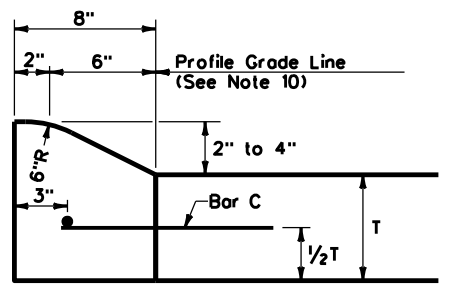 8"
2"
6"
Profile Grade Line
(See Note 10)
6"R
2" to 4"
3"
Bar C
T
½T